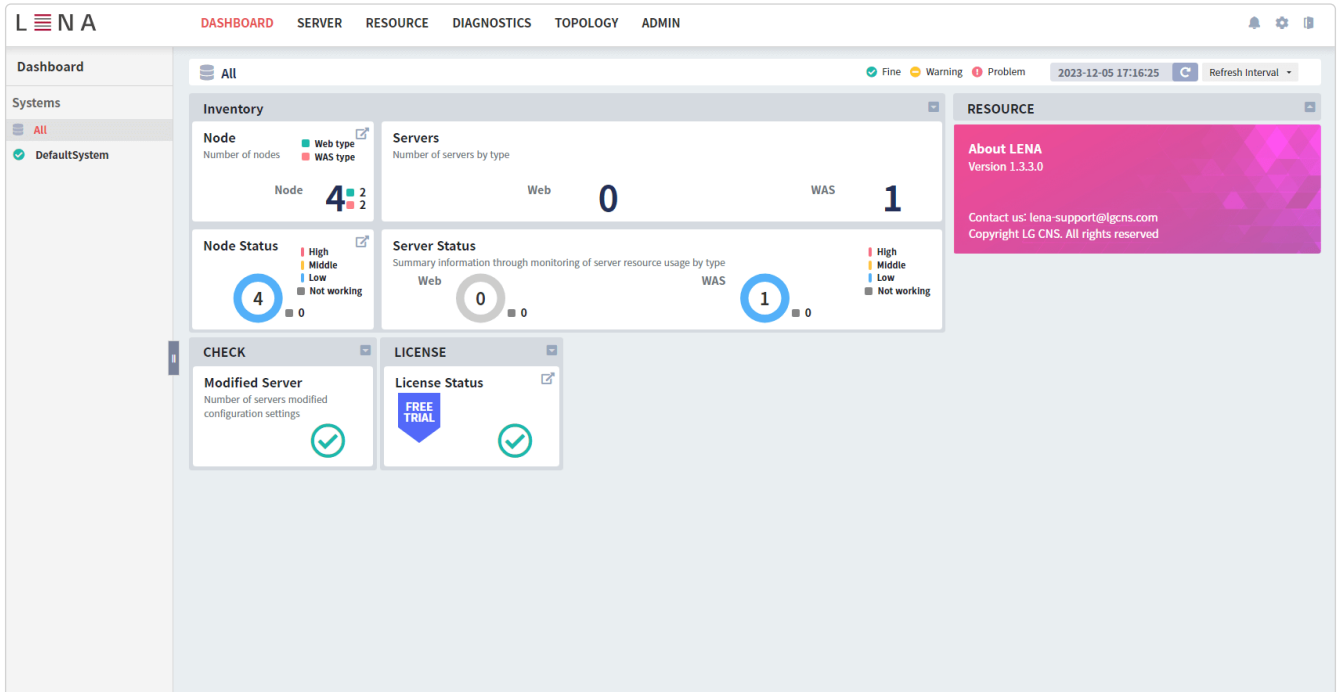 LENA
DASHBOARD SERVER RESOURCE DIAGNOSTICS TOPOLOGY ADMIN
Dashboard
Systems
All
DefaultSystem
All
Fine Warning Problem 2023-12-05 17:16:25 Refresh Interval
Inventory
Node
Number of nodes
Web type
WAS type
Node 4 2
2
Servers
Number of servers by type
Web 0 WAS 1
Node Status
High
Middle
Low
Not working
4 0
Server Status
Summary information through monitoring of server resource usage by type
Web 0 0
WAS 1 0
High
Middle
Low
Not working
RESOURCE
About LENA
Version 1.3.3.0
Contact us: lena-support@lgcns.com
Copyright LG CNS. All rights reserved
CHECK
Modified Server
Number of servers modified
configuration settings
LICENSE
License Status
FREE
TRIAL